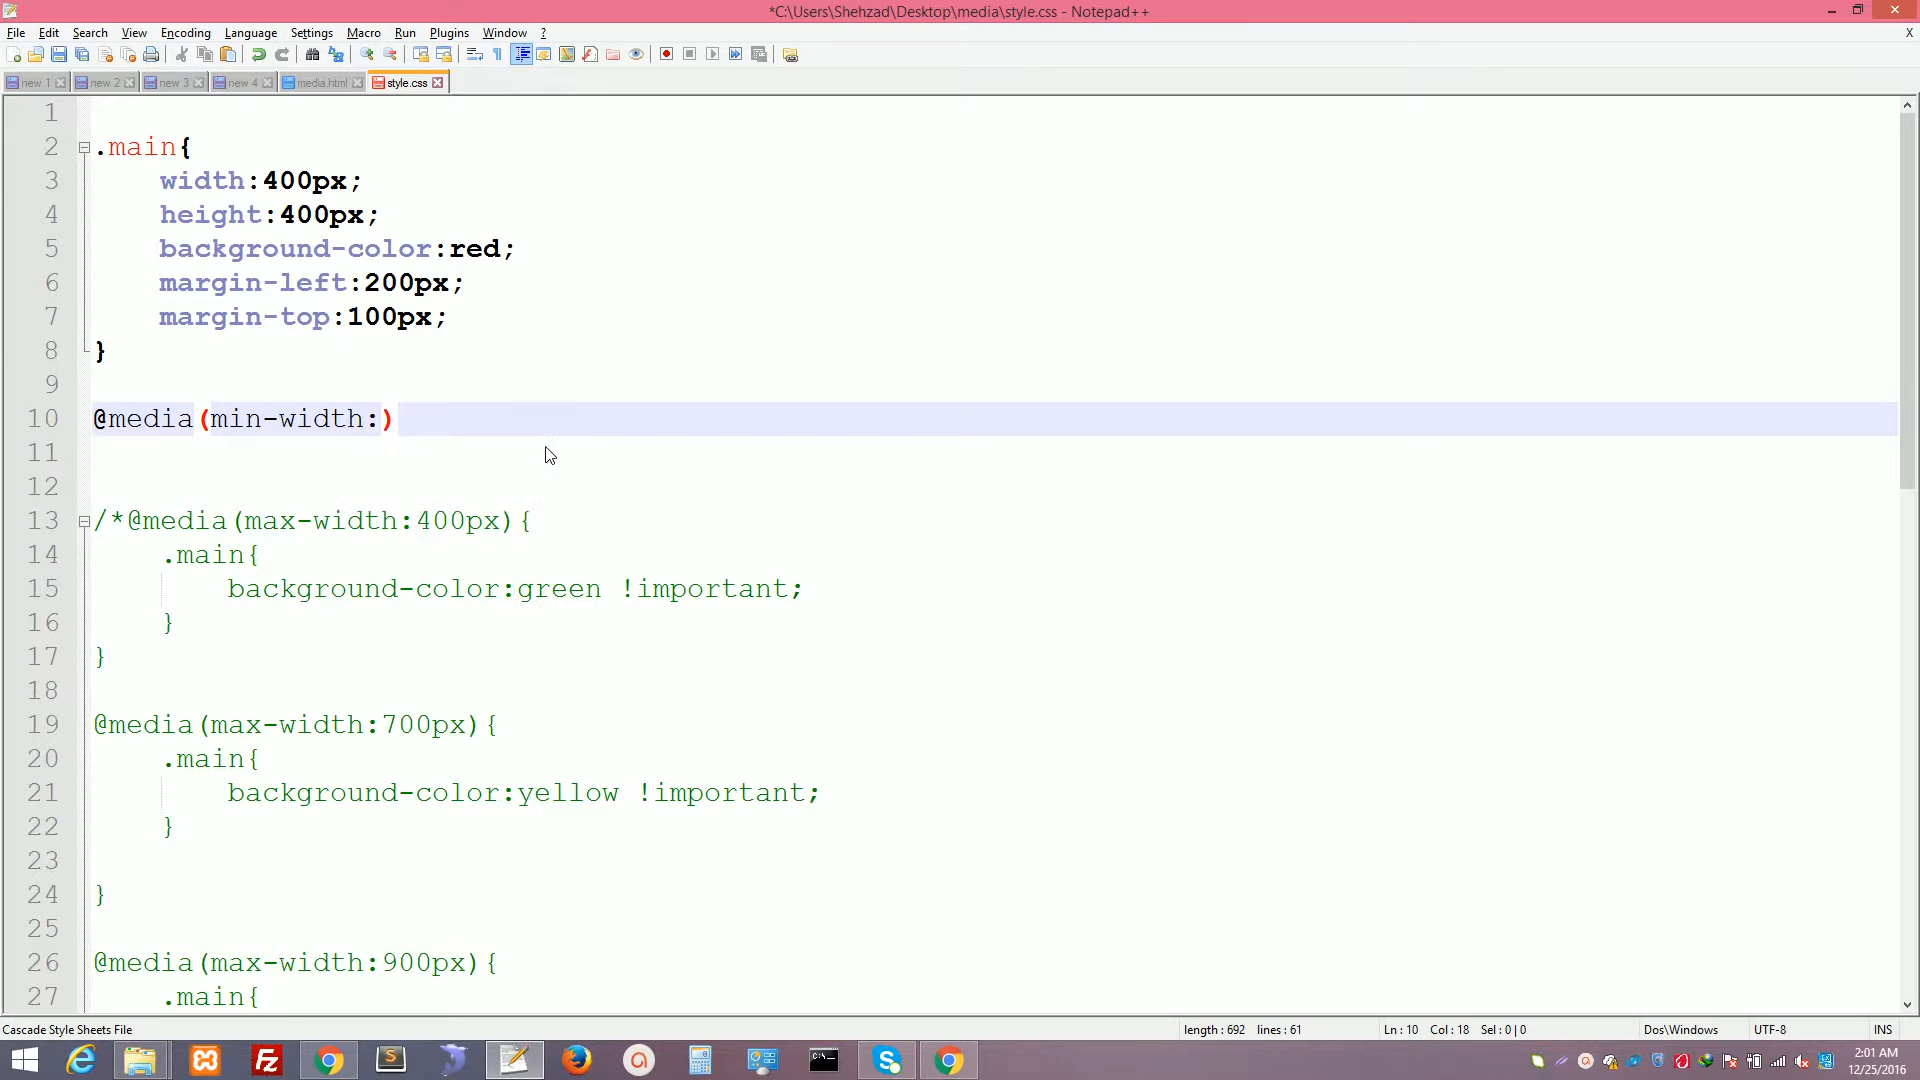 *C:\Users\Shehzad\Desktop\media\style.css - Notepad++
File Edit Search View Encoding Language Settings Macro Run Plugins Window ? X
new 1 new 2 new 3 new 4 media.html style.css
1
2 .main{
3 width:400px;
4 height:400px;
5 background-color:red;
6 margin-left:200px;
7 margin-top:100px;
8 }
9
10 @media(min-width:)
11
12
13 /*@media(max-width:400px){
14 .main{
15 background-color:green !important;
16 }
17 }
18
19 @media(max-width:700px){
20 .main{
21 background-color:yellow !important;
22 }
23
24 }
25
26 @media(max-width:900px){
27 .main{
Cascade Style Sheets File length : 692 lines : 61 Ln : 10 Col : 18 Sel : 0 | 0 Dos\Windows UTF-8 INS
2:01 AM
12/25/2016